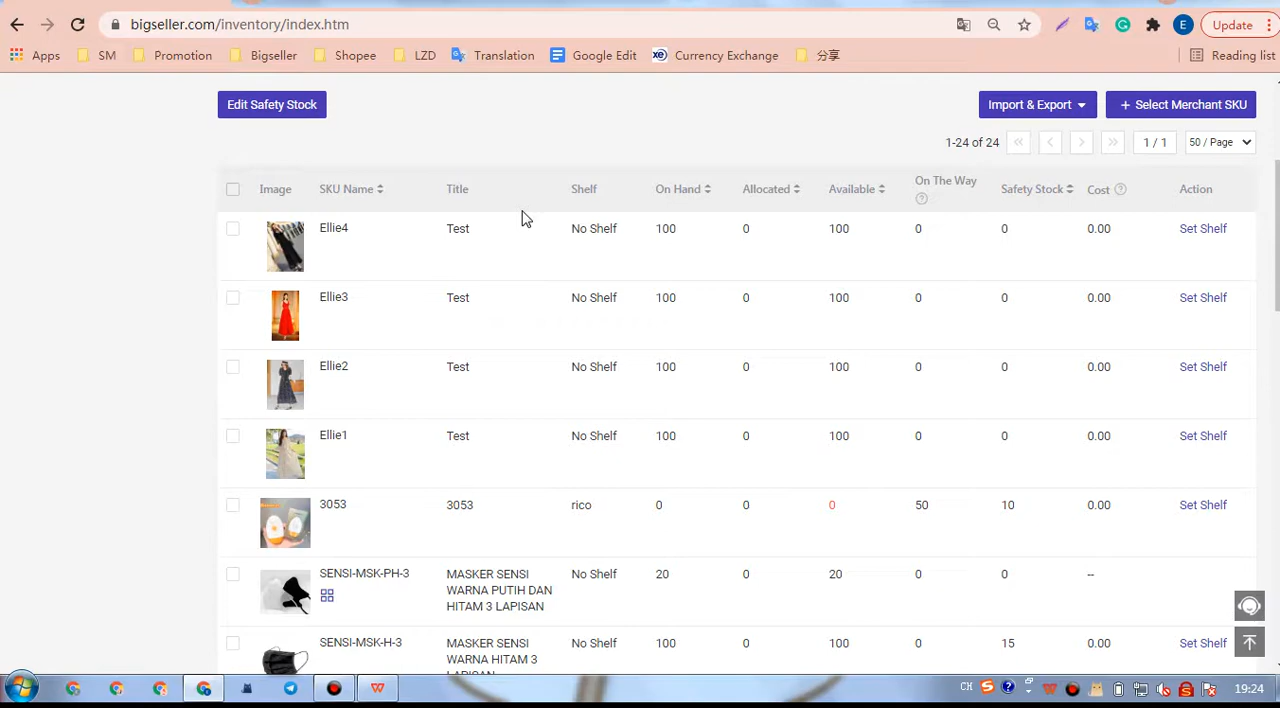 bigseller.com/inventory/index.htm
E
Update
Apps SM Promotion Bigseller Shopee LZD Translation Google Edit Currency Exchange 分享 Reading list
Edit Safety Stock
Import & Export
+ Select Merchant SKU
1-24 of 24 1 / 1 50 / Page
Image SKU Name Title Shelf On Hand Allocated Available On The Way Safety Stock Cost Action
Ellie4 Test No Shelf 100 0 100 0 0 0.00 Set Shelf
Ellie3 Test No Shelf 100 0 100 0 0 0.00 Set Shelf
Ellie2 Test No Shelf 100 0 100 0 0 0.00 Set Shelf
Ellie1 Test No Shelf 100 0 100 0 0 0.00 Set Shelf
3053 3053 rico 0 0 0 50 10 0.00 Set Shelf
SENSI-MSK-PH-3 MASKER SENSI No Shelf 20 0 20 0 0 --
WARNA PUTIH DAN
HITAM 3 LAPISAN
SENSI-MSK-H-3 MASKER SENSI No Shelf 100 0 100 0 15 0.00 Set Shelf
WARNA HITAM 3
LAPISAN
CH 19:24